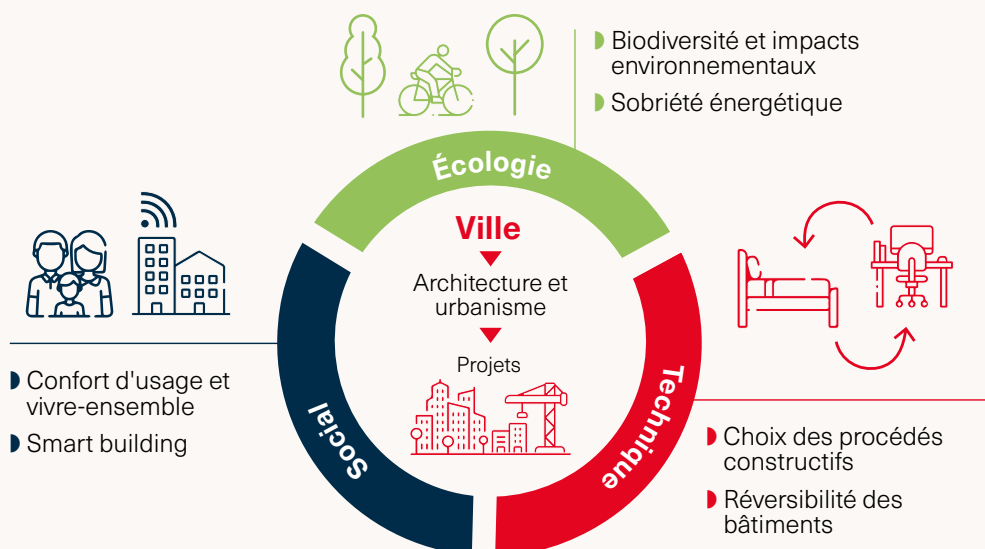 Biodiversité et impacts
environnementaux
Sobriété énergétique
Écologie
Ville
Architecture et
urbanisme
Projets
Social
Technique
Confort d'usage et
vivre-ensemble
Smart building
Choix des procédés
constructifs
Réversibilité des
bâtiments